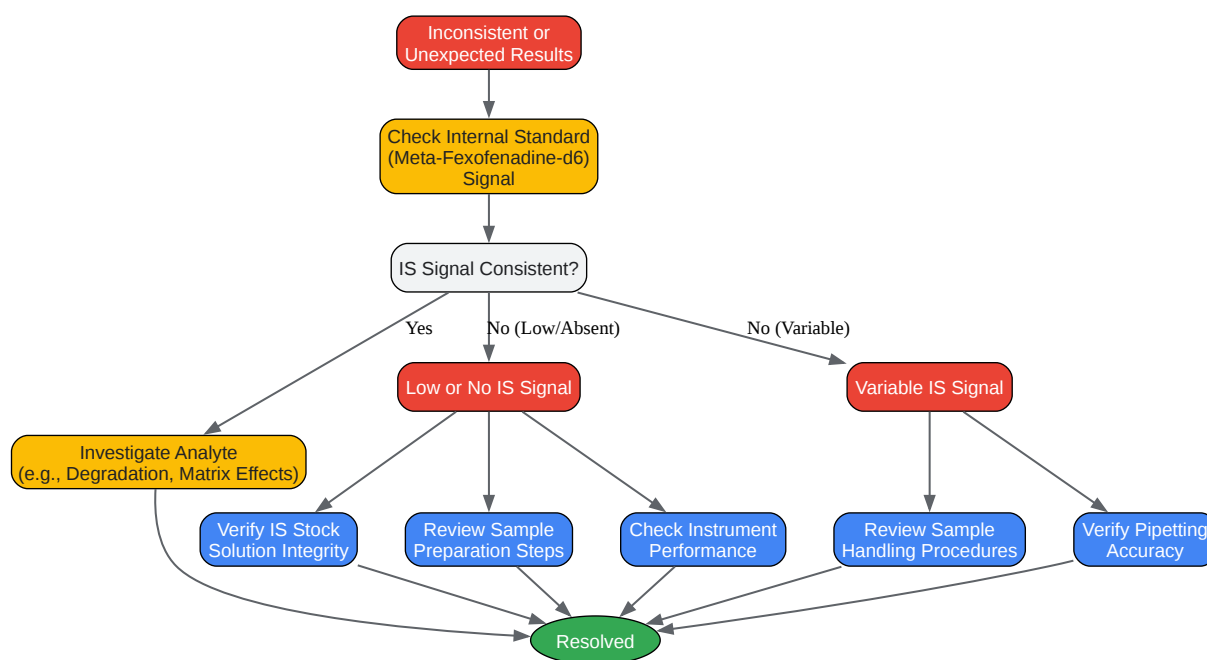 Inconsistent or
Unexpected Results
Check Internal Standard
(Meta-Fexofenadine-d6)
Signal
IS Signal Consistent?
Yes
No (Low/Absent)
No (Variable)
Low or No IS Signal
Variable IS Signal
Investigate Analyte
(e.g., Degradation, Matrix Effects)
Verify IS Stock
Solution Integrity
Review Sample
Preparation Steps
Check Instrument
Performance
Review Sample
Handling Procedures
Verify Pipetting
Accuracy
Resolved